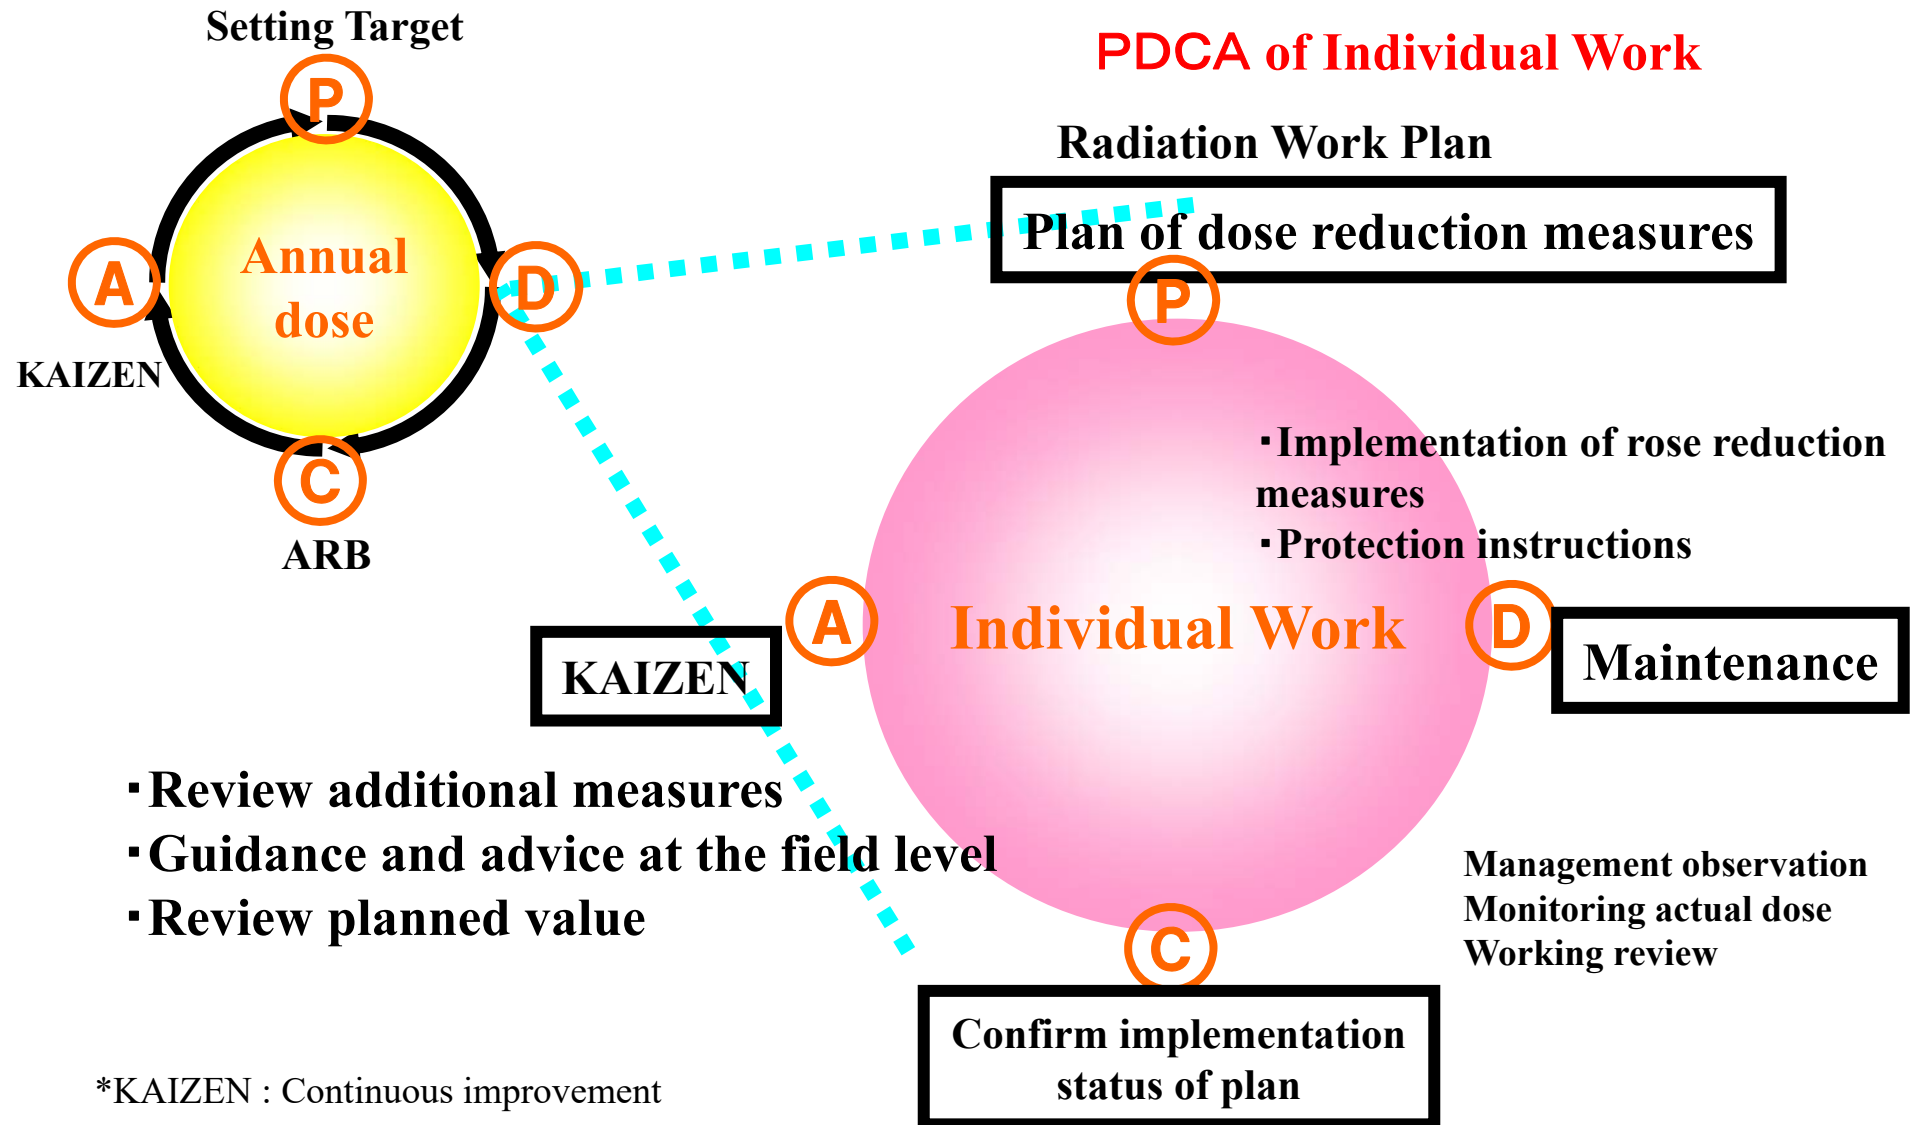 Setting Target
P
Annual
dose
A
D
KAIZEN
C
ARB
PDCA of Individual Work
Radiation Work Plan
Plan of dose reduction measures
P
・Implementation of rose reduction
measures
・Protection instructions
A
Individual Work
D
Maintenance
KAIZEN
・Review additional measures
・Guidance and advice at the field level
・Review planned value
Management observation
Monitoring actual dose
Working review
C
Confirm implementation
status of plan
*KAIZEN : Continuous improvement